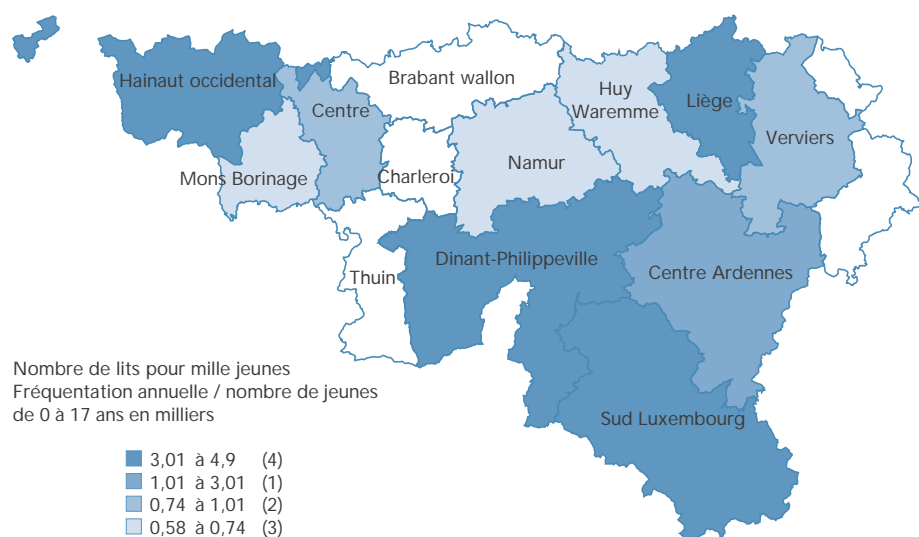 Hainaut occidental
Brabant wallon
Huy
Waremme
Liège
Centre
Verviers
Mons Borinage
Charleroi
Namur
Thuin
Dinant-Philippeville
Centre Ardennes
Sud Luxembourg
Nombre de lits pour mille jeunes
Fréquentation annuelle / nombre de jeunes
de 0 à 17 ans en milliers
3,01 à 4,9 (4)
1,01 à 3,01 (1)
0,74 à 1,01 (2)
0,58 à 0,74 (3)